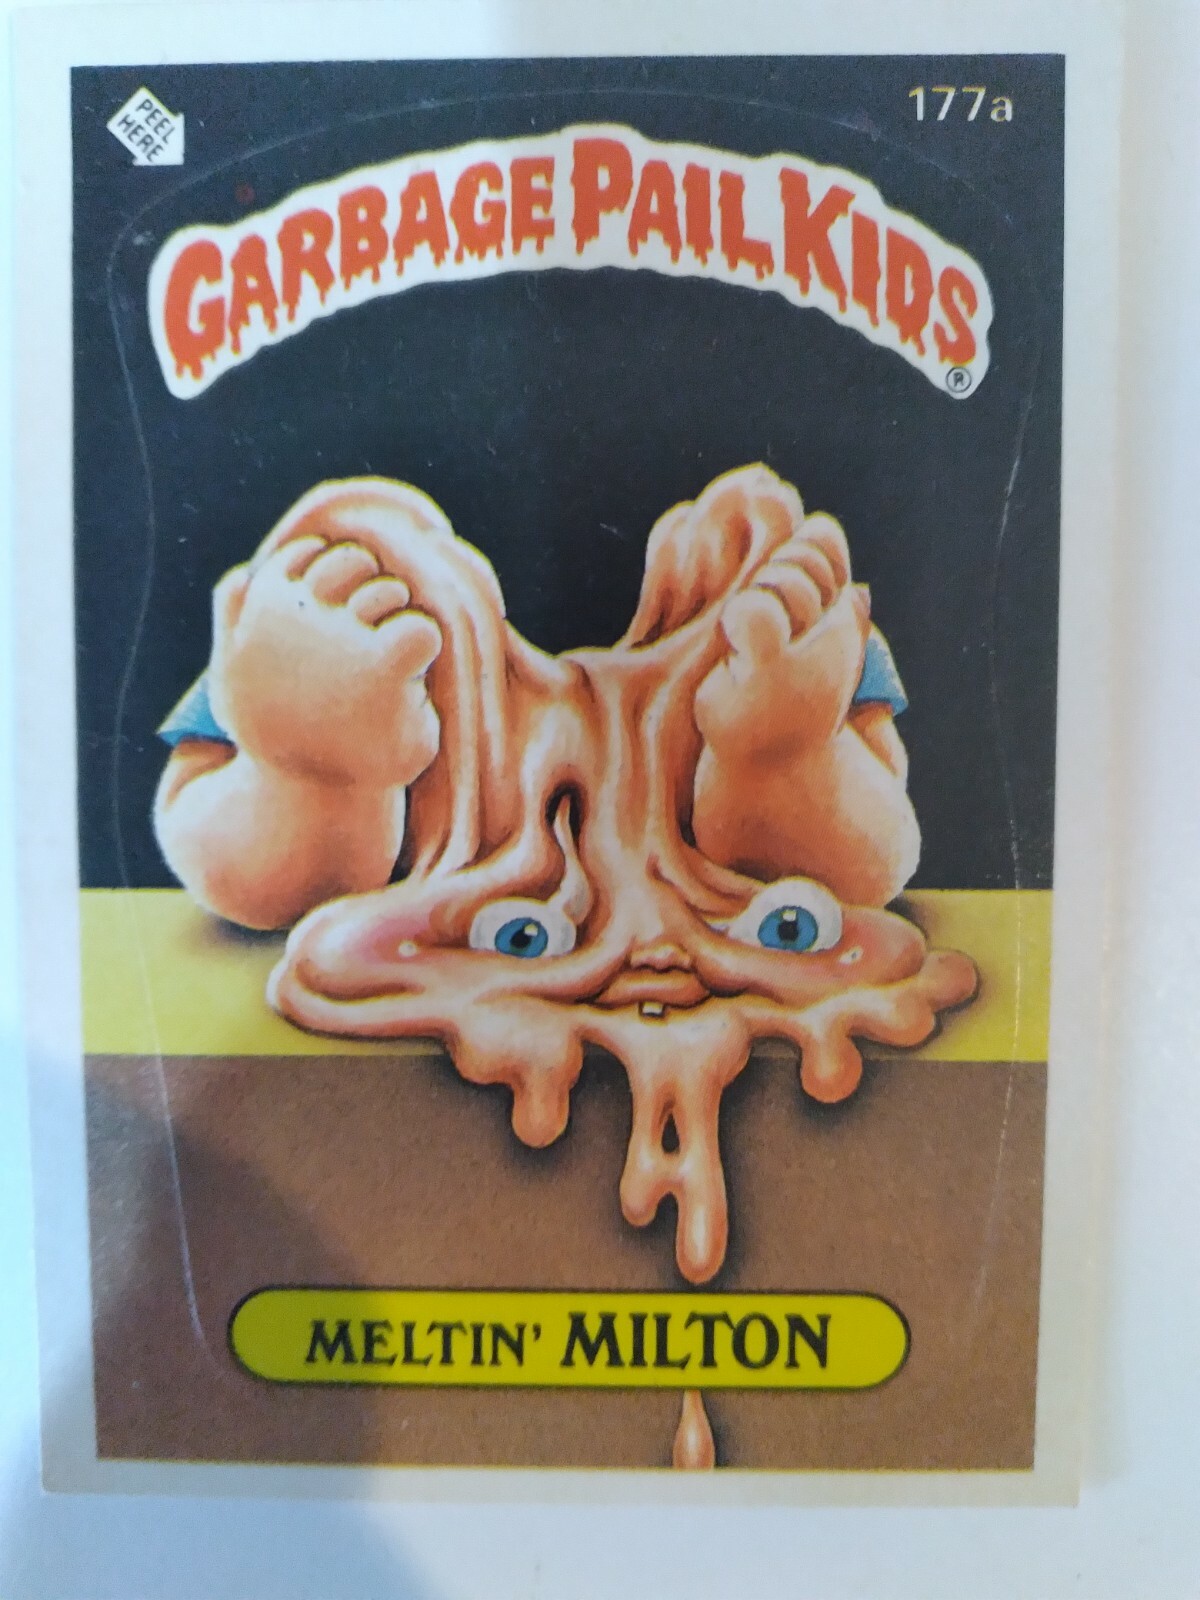 PEEL
HERE
177a
GARBAGE PAIL KIDS
®
MELTIN' MILTON